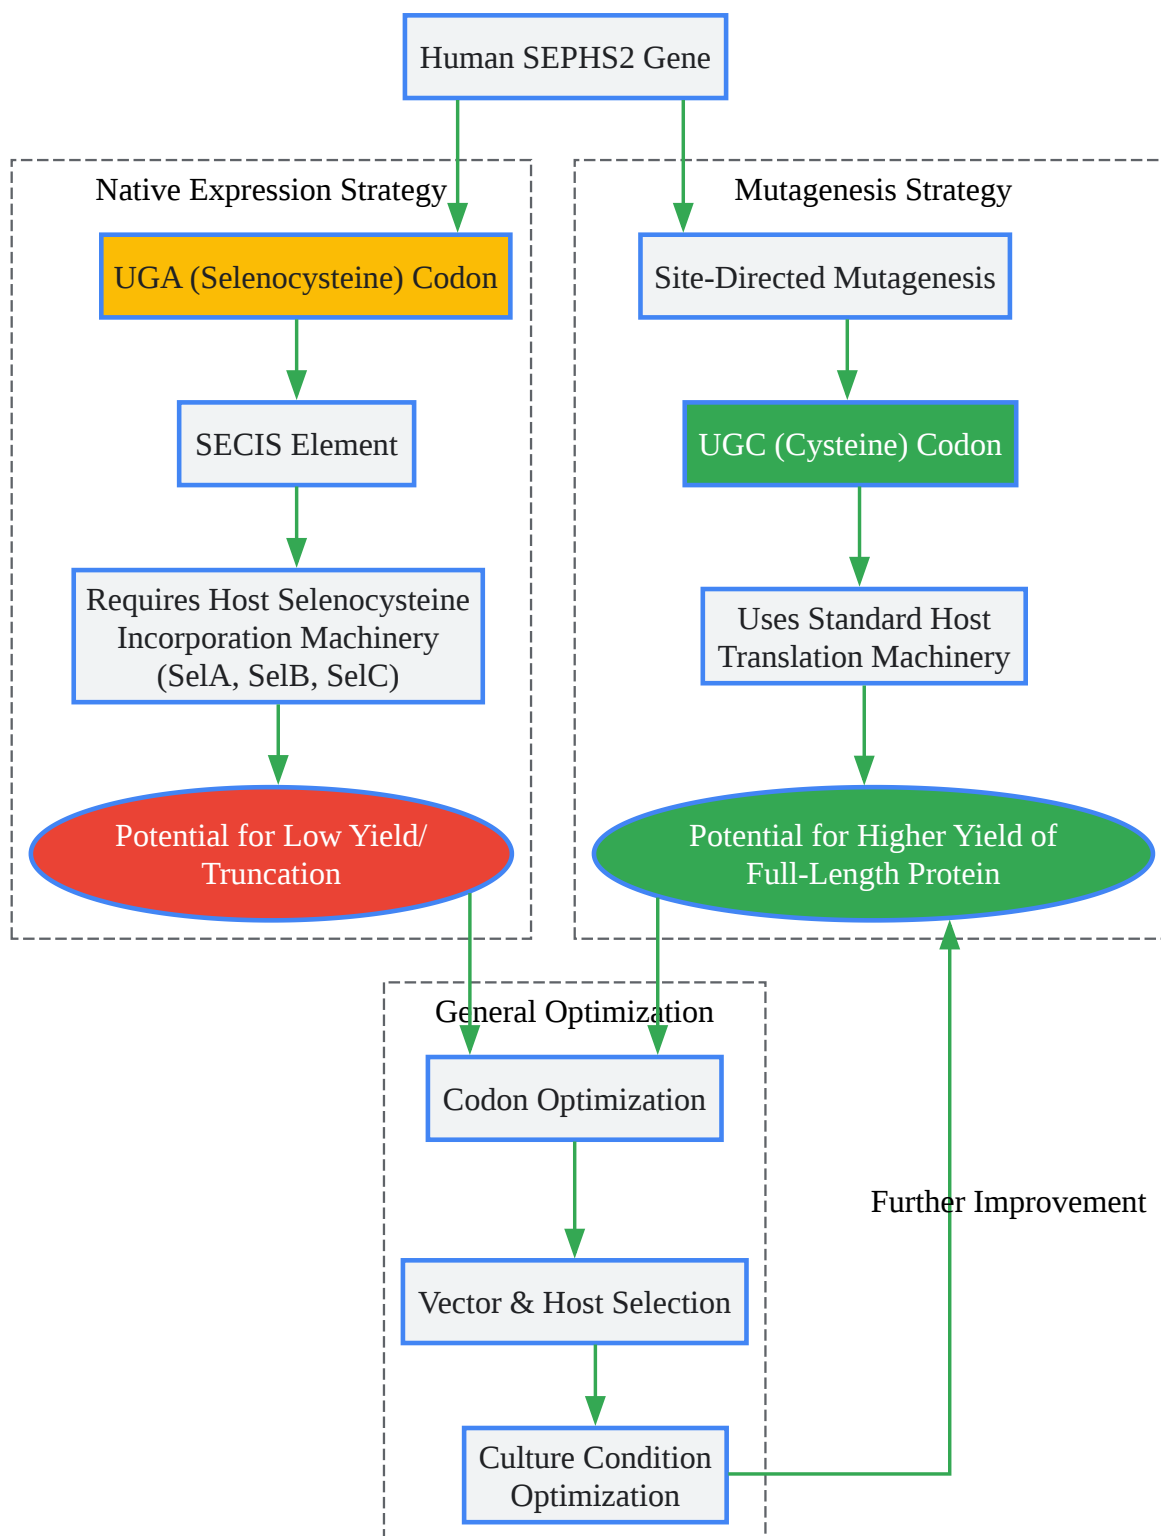 Human SEPHS2 Gene
Native Expression Strategy
UGA (Selenocysteine) Codon
SECIS Element
Requires Host Selenocysteine
Incorporation Machinery
(SelA, SelB, SelC)
Potential for Low Yield/
Truncation
Mutagenesis Strategy
Site-Directed Mutagenesis
UGC (Cysteine) Codon
Uses Standard Host
Translation Machinery
Potential for Higher Yield of
Full-Length Protein
General Optimization
Codon Optimization
Vector & Host Selection
Culture Condition
Optimization
Further Improvement